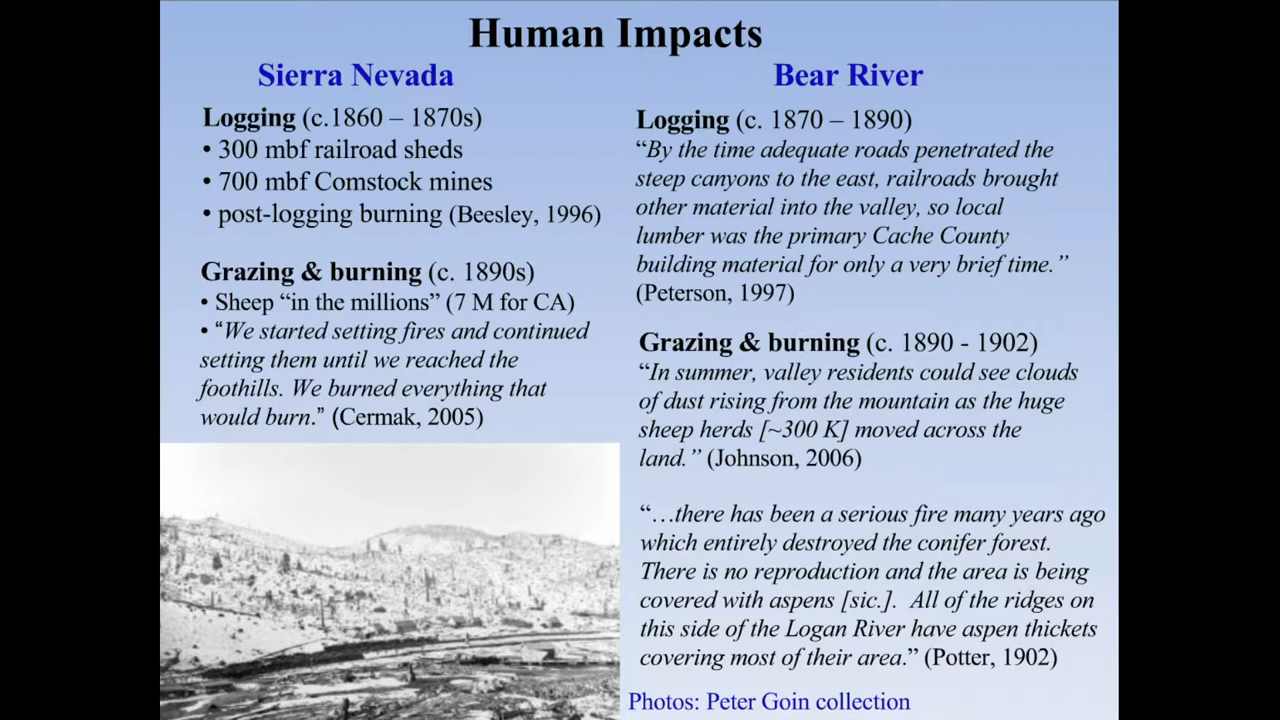 Human Impacts
Sierra Nevada
Logging (c.1860 – 1870s)
• 300 mbf railroad sheds
• 700 mbf Comstock mines
• post-logging burning (Beesley, 1996)
Grazing & burning (c. 1890s)
• Sheep “in the millions” (7 M for CA)
• “We started setting fires and continued
setting them until we reached the
foothills. We burned everything that
would burn.” (Cermak, 2005)
Bear River
Logging (c. 1870 – 1890)
“By the time adequate roads penetrated the
steep canyons to the east, railroads brought
other material into the valley, so local
lumber was the primary Cache County
building material for only a very brief time.”
(Peterson, 1997)
Grazing & burning (c. 1890 - 1902)
“In summer, valley residents could see clouds
of dust rising from the mountain as the huge
sheep herds [~300 K] moved across the
land.” (Johnson, 2006)
“…there has been a serious fire many years ago
which entirely destroyed the conifer forest.
There is no reproduction and the area is being
covered with aspens [sic.]. All of the ridges on
this side of the Logan River have aspen thickets
covering most of their area.” (Potter, 1902)
Photos: Peter Goin collection